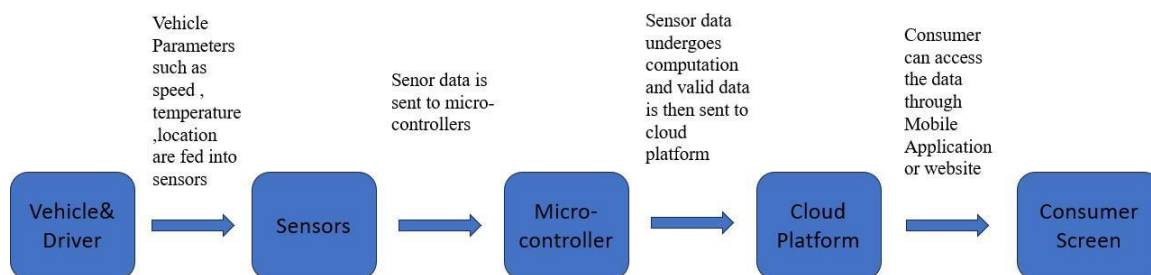 Vehicle
Parameters
such as
speed ,
temperature
,location
are fed into
sensors
Senor data is
sent to micro-
controllers
Sensor data
undergoes
computation
and valid data
is then sent to
cloud
platform
Consumer
can access
the data
through
Mobile
Application
or website
Vehicle&
Driver
Sensors
Micro-
controller
Cloud
Platform
Consumer
Screen